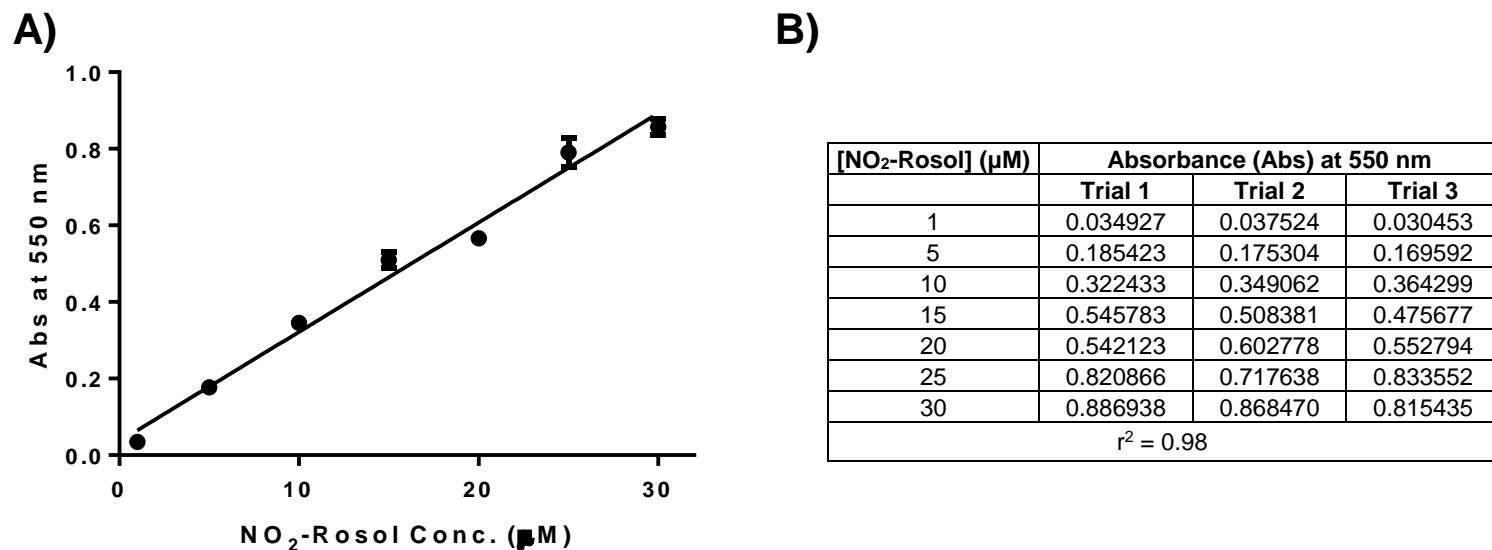 A)
1.0
0.8
0.6
0.4
0.2
0.0
Abs at 550 nm
0 10 20 30
NO₂-Rosol Conc. (µM)
B)
[NO₂-Rosol] (µM) Absorbance (Abs) at 550 nm
Trial 1 Trial 2 Trial 3
1 0.034927 0.037524 0.030453
5 0.185423 0.175304 0.169592
10 0.322433 0.349062 0.364299
15 0.545783 0.508381 0.475677
20 0.542123 0.602778 0.552794
25 0.820866 0.717638 0.833552
30 0.886938 0.868470 0.815435
r² = 0.98